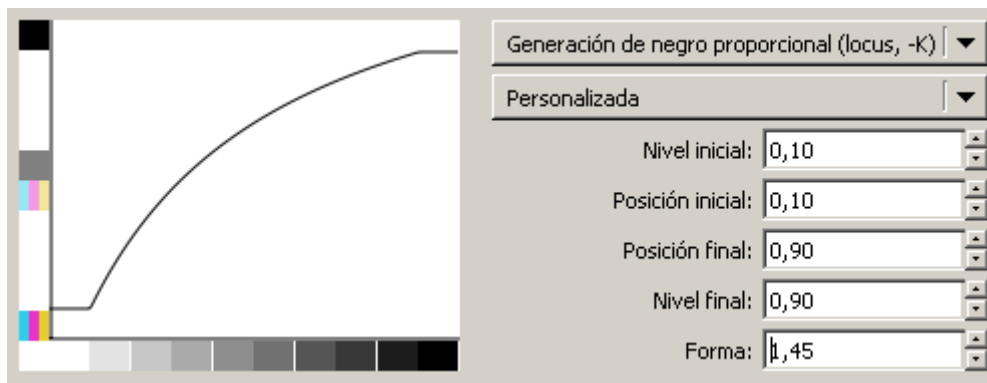 Generación de negro proporcional (locus, -K)
Personalizada
Nivel inicial: 0,10
Posición inicial: 0,10
Posición final: 0,90
Nivel final: 0,90
Forma: 1,45